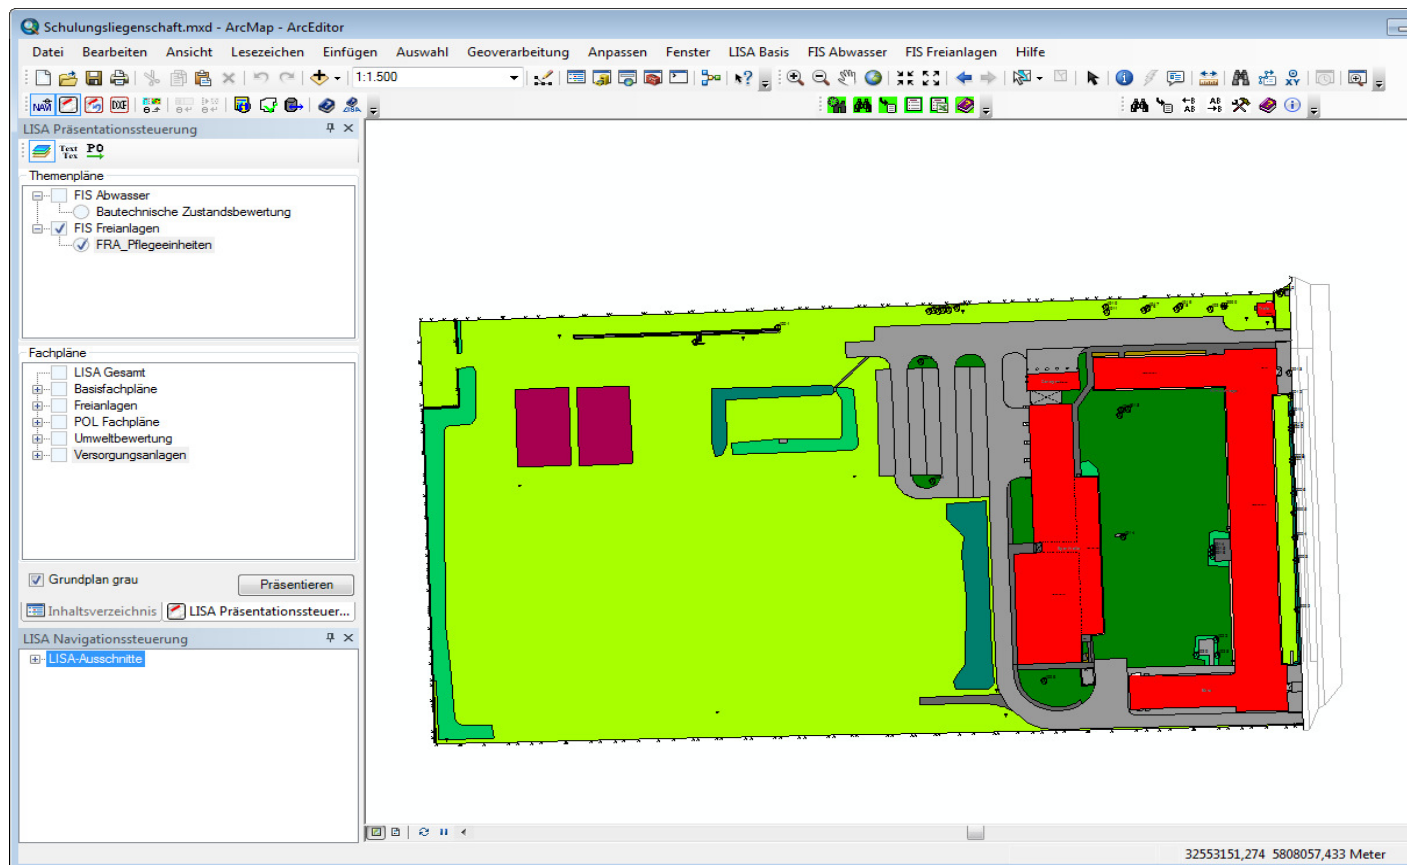 Schulungsliegenschaft.mxd - ArcMap - ArcEditor
Datei Bearbeiten Ansicht Lesezeichen Einfügen Auswahl Geoverarbeitung Anpassen Fenster LISA Basis FIS Abwasser FIS Freianlagen Hilfe
1:1.500
NAVI DXF
LISA Präsentationssteuerung
Text Tex PO
Themenpläne
FIS Abwasser
Bautechnische Zustandsbewertung
FIS Freianlagen
FRA_Pflegeeinheiten
Fachpläne
LISA Gesamt
Basisfachpläne
Freianlagen
POL Fachpläne
Umweltbewertung
Versorgungsanlagen
Grundplan grau
Präsentieren
Inhaltsverzeichnis LISA Präsentationssteuer...
LISA Navigationssteuerung
LISA-Ausschnitte
32553151,274 5808057,433 Meter